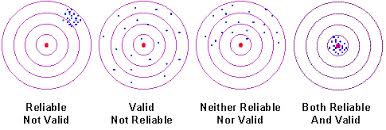 Reliable
Not Valid
Valid
Not Reliable
Neither Reliable
Nor Valid
Both Reliable
And Valid